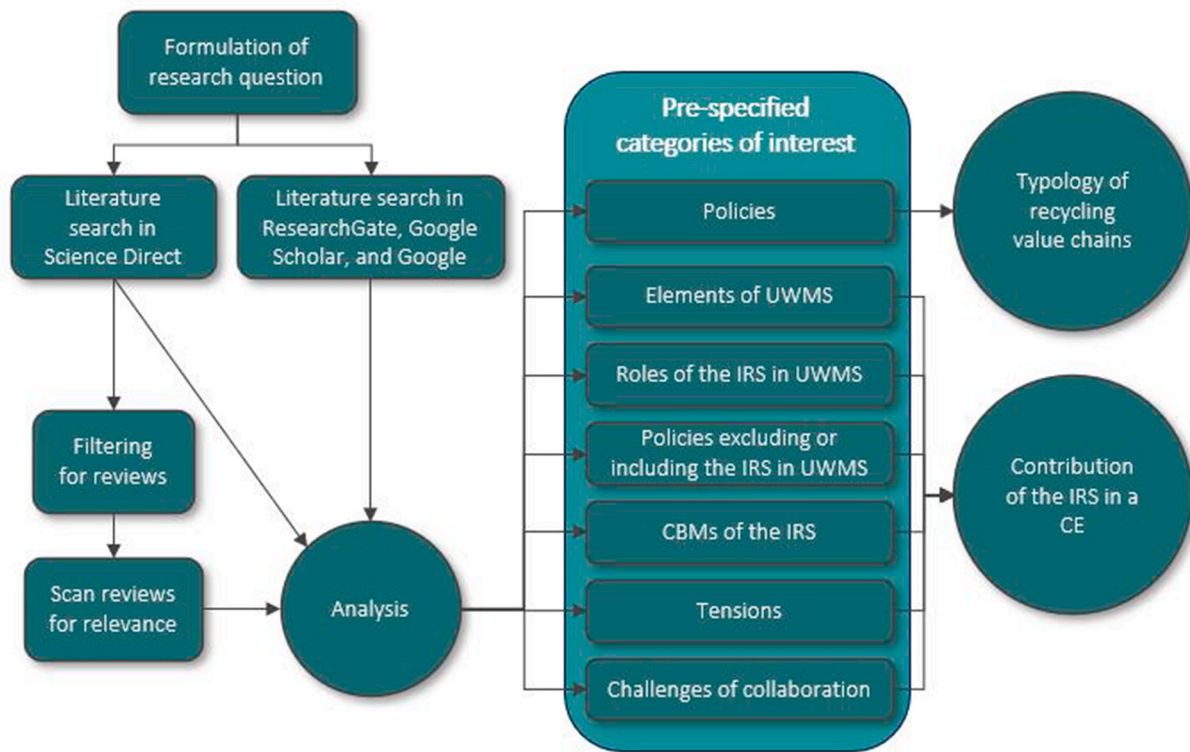 Formulation of
research question
Literature
search in
Science Direct
Literature search in
ResearchGate, Google
Scholar, and Google
Filtering
for reviews
Scan reviews
for relevance
Analysis
Pre-specified
categories of interest
Policies
Elements of UWMS
Roles of the IRS in UWMS
Policies excluding or
including the IRS in UWMS
CBMs of the IRS
Tensions
Challenges of collaboration
Typology of
recycling
value chains
Contribution
of the IRS in a
CE